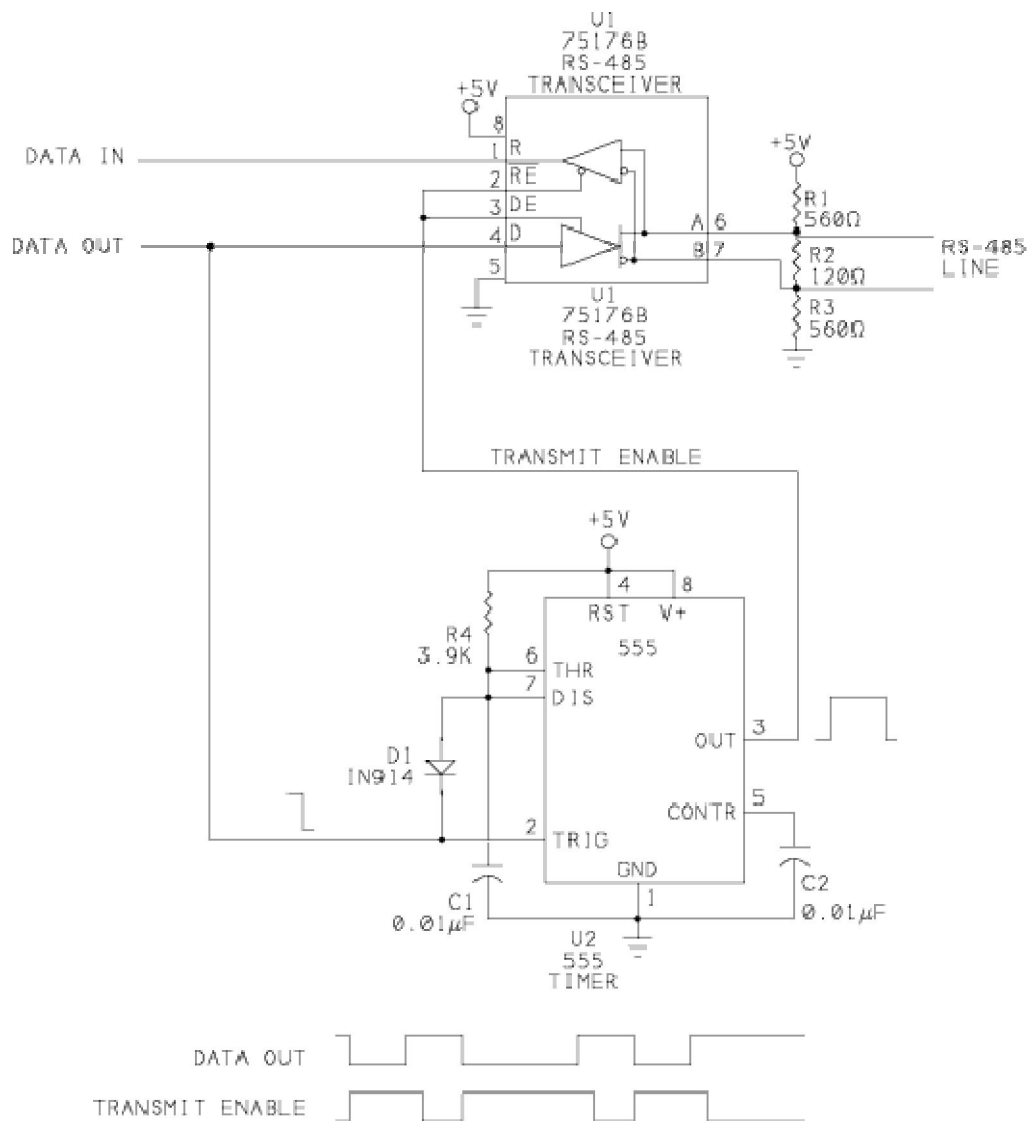 U1
75176B
RS-485
TRANSCEIVER
+5V
8
DATA IN
1
R
2
RE
3
DE
DATA OUT
4
D
5
A 6
B 7
+5V
R1
560Ω
R2
120Ω
R3
560Ω
RS-485
LINE
U1
75176B
RS-485
TRANSCEIVER
TRANSMIT ENABLE
+5V
4
8
RST
V+
555
R4
3.9K
6
THR
7
DIS
D1
IN914
OUT
3
CONTR
5
2
TRIG
GND
1
C1
0.01µF
C2
0.01µF
U2
555
TIMER
DATA OUT
TRANSMIT ENABLE